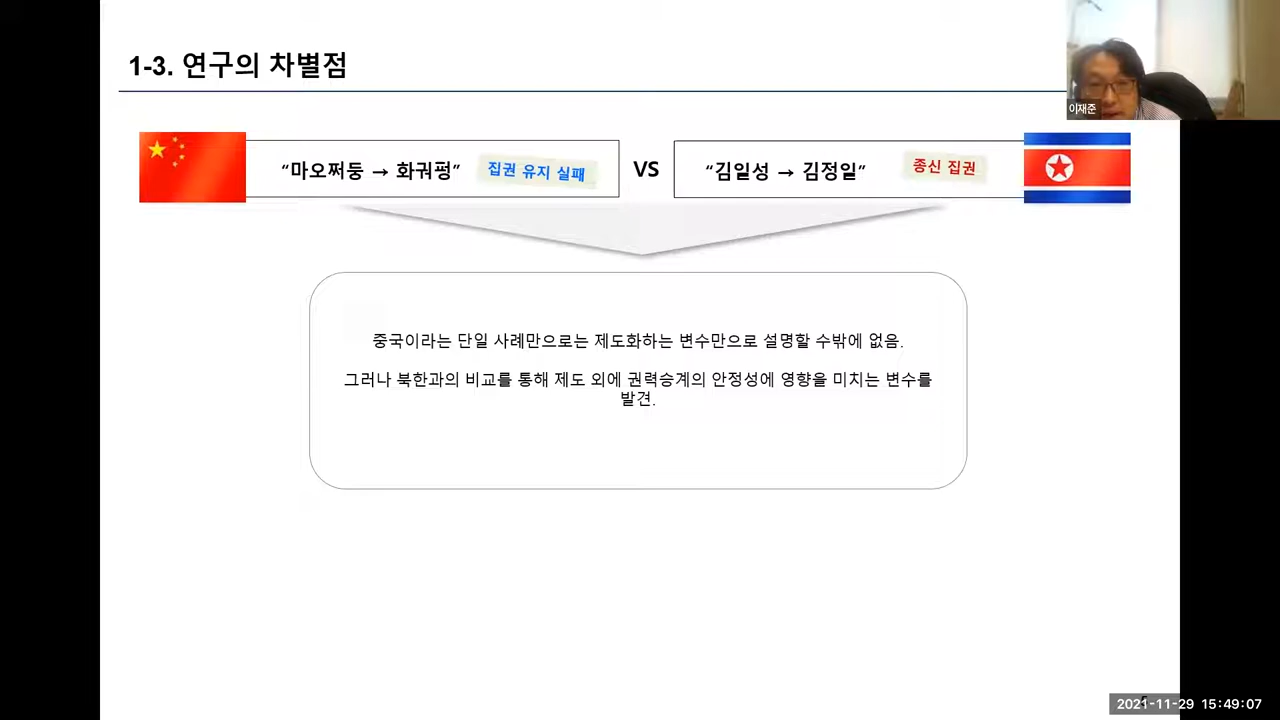 1-3. 연구의 차별점
이재준
“마오쩌둥 → 화궈펑” 집권 유지 실패 VS “김일성 → 김정일” 종신 집권
중국이라는 단일 사례만으로는 제도화하는 변수만으로 설명할 수밖에 없음.
그러나 북한과의 비교를 통해 제도 외에 권력승계의 안정성에 영향을 미치는 변수를
발견.
2021-11-29 15:49:07